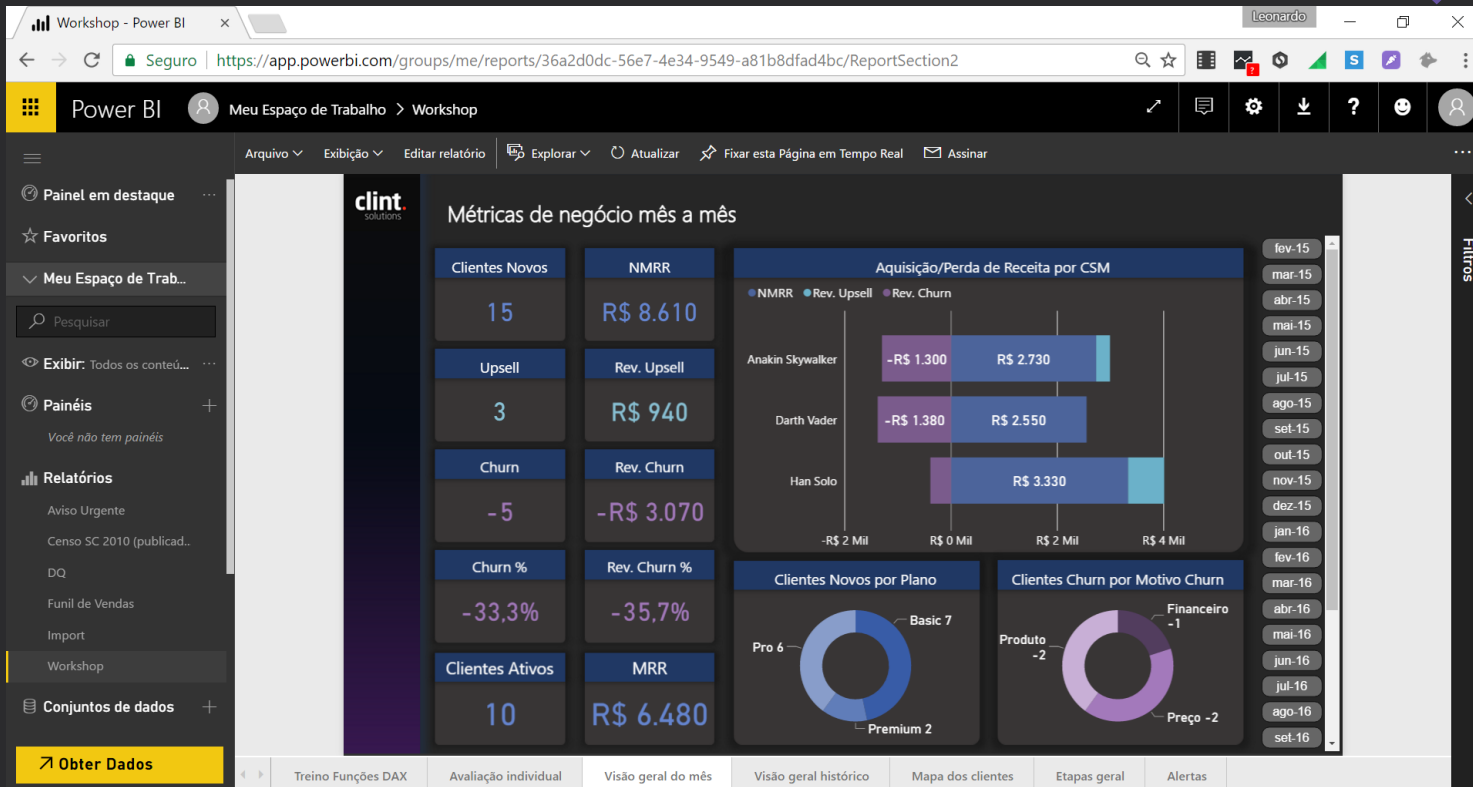 Workshop - Power BI
Leonardo
Seguro
https://app.powerbi.com/groups/me/reports/36a2d0dc-56e7-4e34-9549-a81b8dfad4bc/ReportSection2
?
S
Power BI
Meu Espaço de Trabalho > Workshop
?
Arquivo
Exibição
Editar relatório
Explorar
Atualizar
Fixar esta Página em Tempo Real
Assinar
...
Painel em destaque ...
Favoritos
Meu Espaço de Trab...
Pesquisar
Exibir: Todos os conteú... ...
Painéis +
Você não tem painéis
Relatórios
Aviso Urgente
Censo SC 2010 (publicad..
DQ
Funil de Vendas
Import
Workshop
Conjuntos de dados +
Obter Dados
clint.
solutions
Métricas de negócio mês a mês
Clientes Novos
15
NMRR
R$ 8.610
Upsell
3
Rev. Upsell
R$ 940
Churn
-5
Rev. Churn
-R$ 3.070
Churn %
-33,3%
Rev. Churn %
-35,7%
Clientes Ativos
10
MRR
R$ 6.480
Aquisição/Perda de Receita por CSM
NMRR Rev. Upsell Rev. Churn
Anakin Skywalker -R$ 1.300 R$ 2.730
Darth Vader -R$ 1.380 R$ 2.550
Han Solo R$ 3.330
-R$ 2 Mil R$ 0 Mil R$ 2 Mil R$ 4 Mil
Clientes Novos por Plano
Basic 7
Pro 6
Premium 2
Clientes Churn por Motivo Churn
Financeiro
-1
Produto
-2
Preço -2
fev-15
mar-15
abr-15
mai-15
jun-15
jul-15
ago-15
set-15
out-15
nov-15
dez-15
jan-16
fev-16
mar-16
abr-16
mai-16
jun-16
jul-16
ago-16
set-16
Filtros
Treino Funções DAX
Avaliação individual
Visão geral do mês
Visão geral histórico
Mapa dos clientes
Etapas geral
Alertas